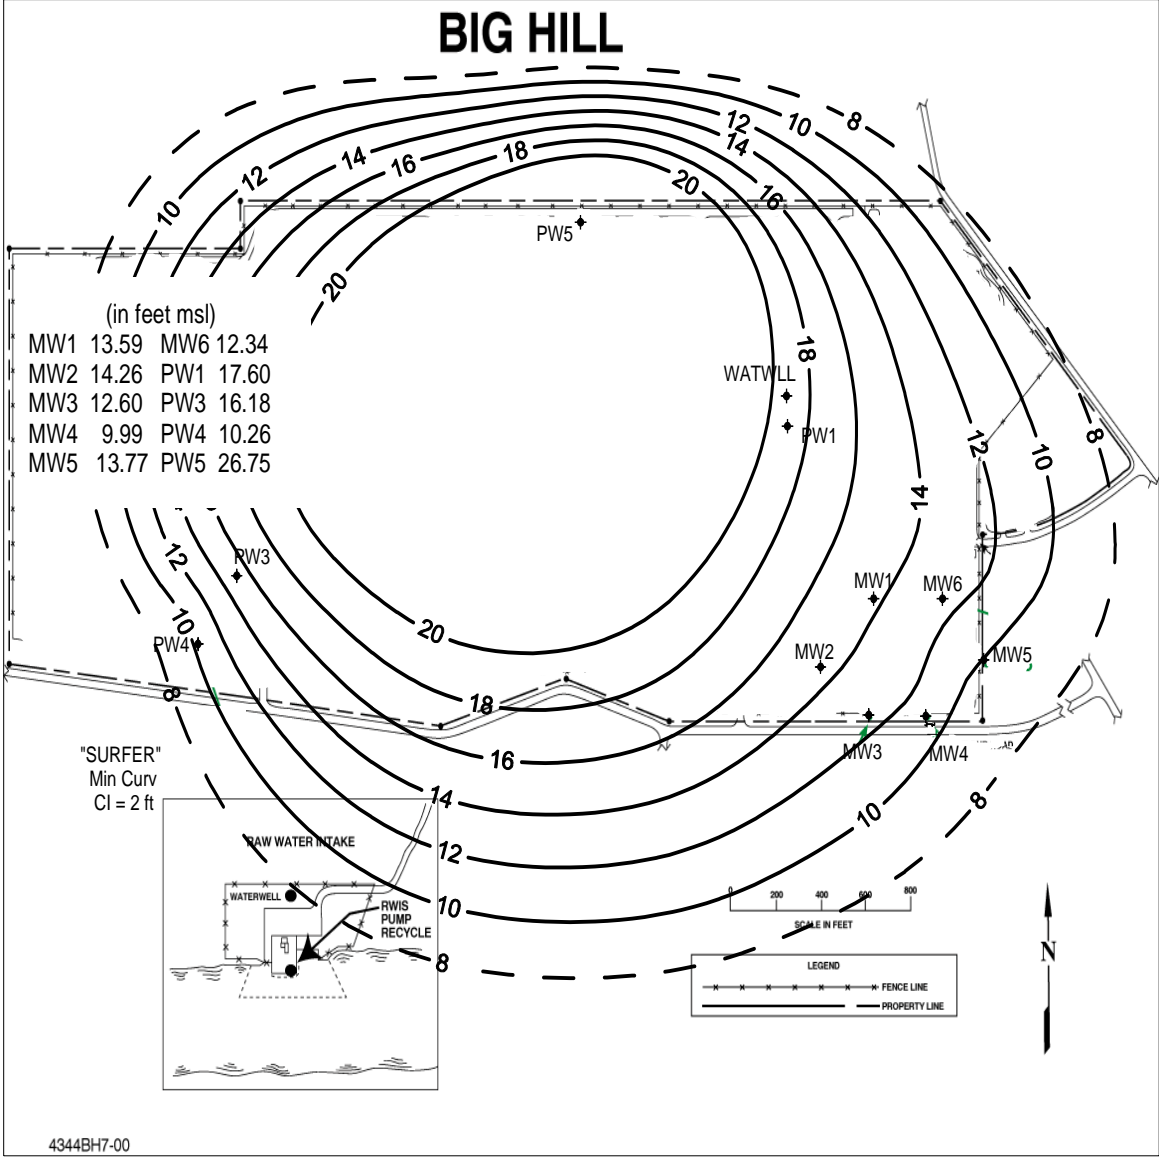 BIG HILL
8
10
12
14
12
14
16
18
20
16
10
20
PW5
(in feet msl)
MW1 13.59 MW6 12.34
MW2 14.26 PW1 17.60
MW3 12.60 PW3 16.18
MW4 9.99 PW4 10.26
MW5 13.77 PW5 26.75
18
WATWLL
PW1
12
10
8
14
12
PW3
MW1
MW6
10
20
PW4
MW2
MW5
8
18
MW3
MW4
16
"SURFER"
Min Curv
CI = 2 ft
14
10
8
RAW WATER INTAKE
12
WATERWELL
10
RWIS
PUMP
RECYCLE
8
0 200 400 600 800
SCALE IN FEET
N
LEGEND
FENCE LINE
PROPERTY LINE
4344BH7-00